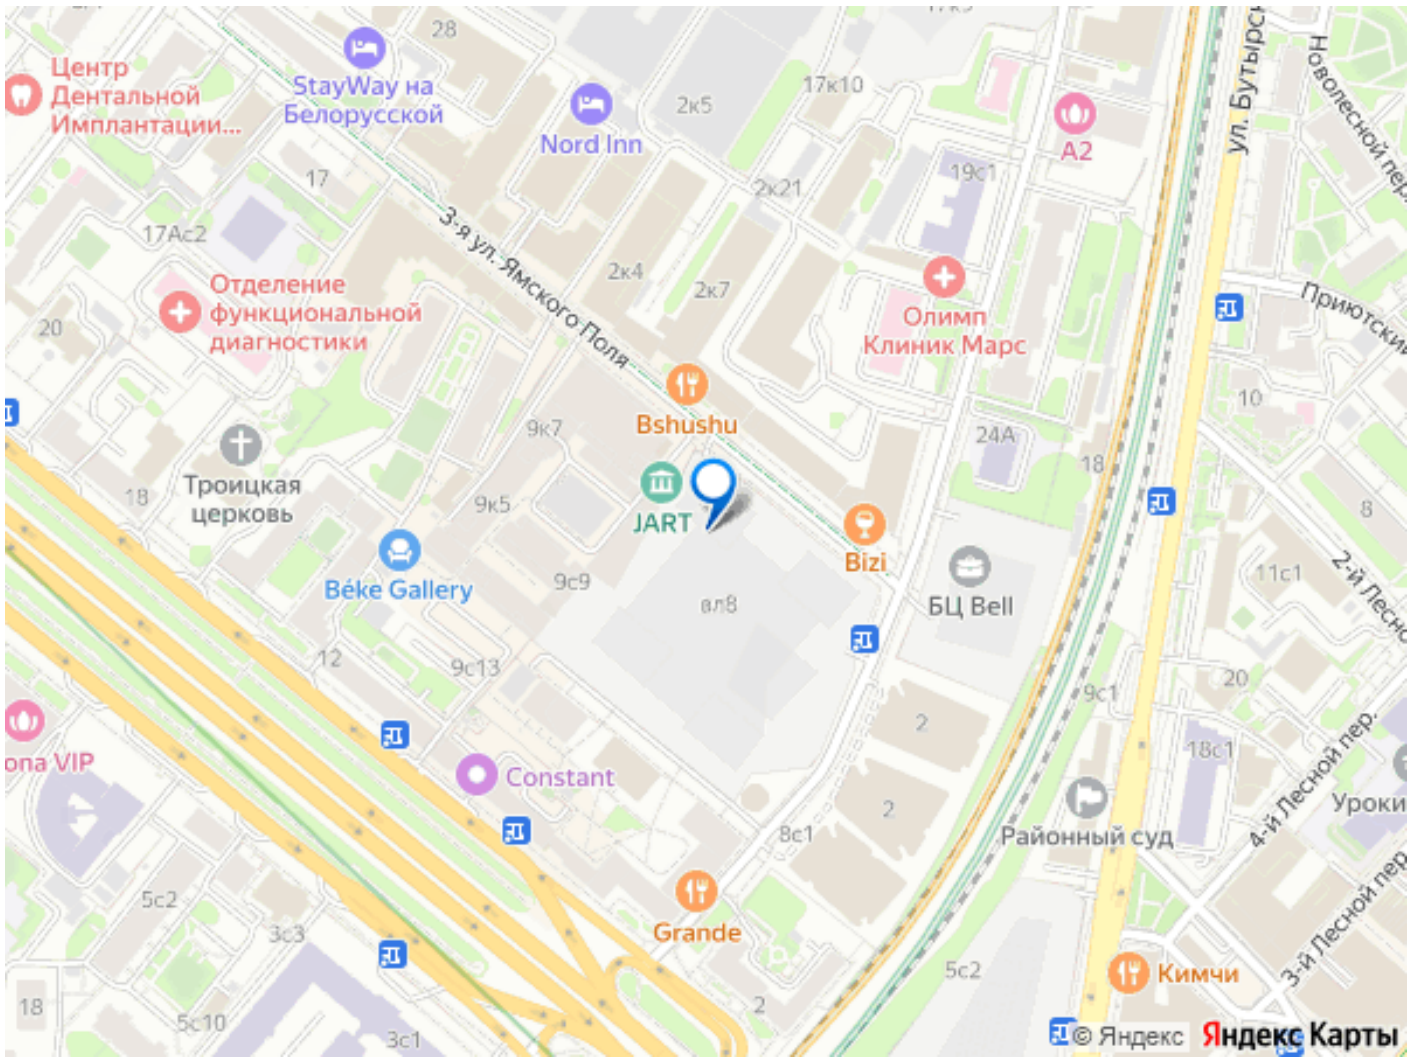 28
17к10
Центр
Дентальной
Имплантации...
StayWay на
Белорусской
Nord Inn
2к5
A2
ул. Бутырск
Новолесной пер.
17
19с1
2к21
17Ас2
3-я ул. Ямского Поля
2к4
2к7
Отделение
функциональной
диагностики
20
Олимп
Клиник Марс
Приютский
Bshushu
10
9к7
24А
18
Троицкая
церковь
18
9к5
JART
8
Bizi
Béke Gallery
9с9
вл8
БЦ Bell
11с1
2-й Лесно
12
9с13
9с1
20
2
18с1
ona VIP
Constant
2
4-й Лесной пер.
Уроки
8с1
Районный суд
5с2
Grande
3с3
3-й Лесной пер.
5с2
Кимчи
18
5с10
2
3с1
© Яндекс
Яндекс Карты